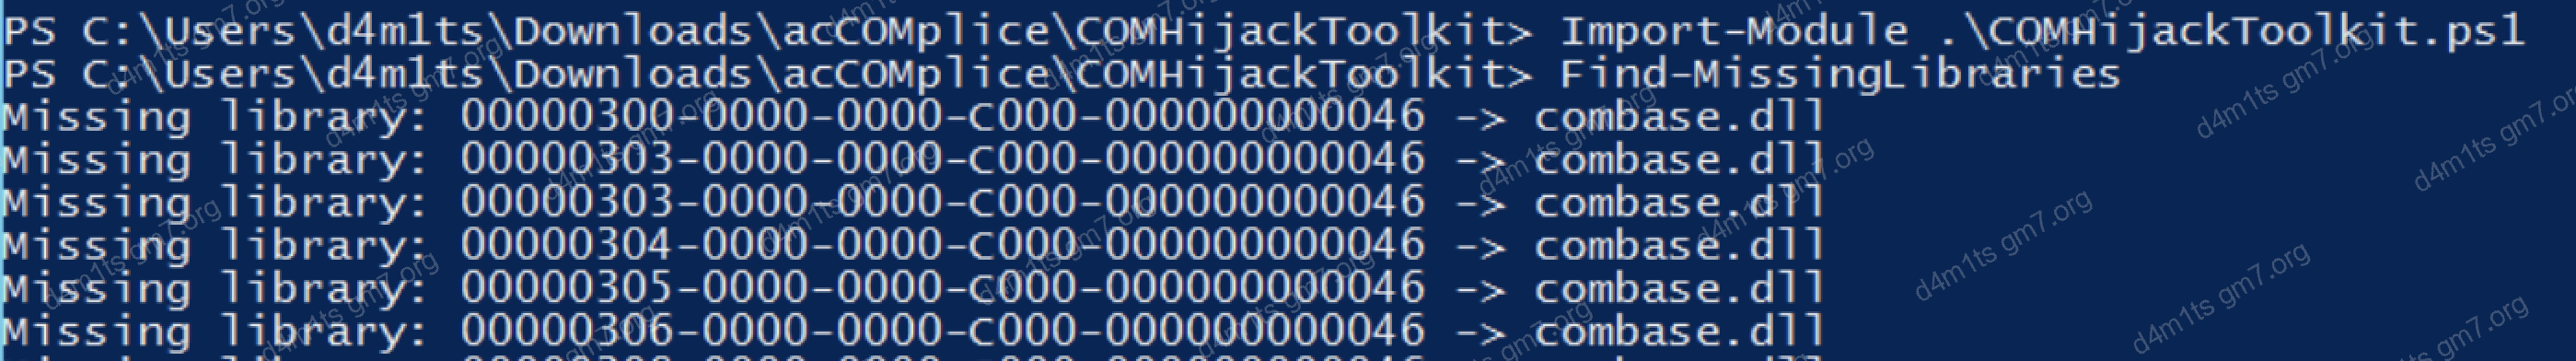 PS C:\Users\d4m1ts\Downloads\acCOMplice\COMHijackToolkit> Import-Module .\COMHijackToolkit.ps1
PS C:\Users\d4m1ts\Downloads\acCOMplice\COMHijackToolkit> Find-MissingLibraries
Missing library: 00000300-0000-0000-C000-000000000046 -> combase.dll
Missing library: 00000303-0000-0000-C000-000000000046 -> combase.dll
Missing library: 00000303-0000-0000-C000-000000000046 -> combase.dll
Missing library: 00000304-0000-0000-C000-000000000046 -> combase.dll
Missing library: 00000305-0000-0000-C000-000000000046 -> combase.dll
Missing library: 00000306-0000-0000-C000-000000000046 -> combase.dll
d4m1ts gm7.org